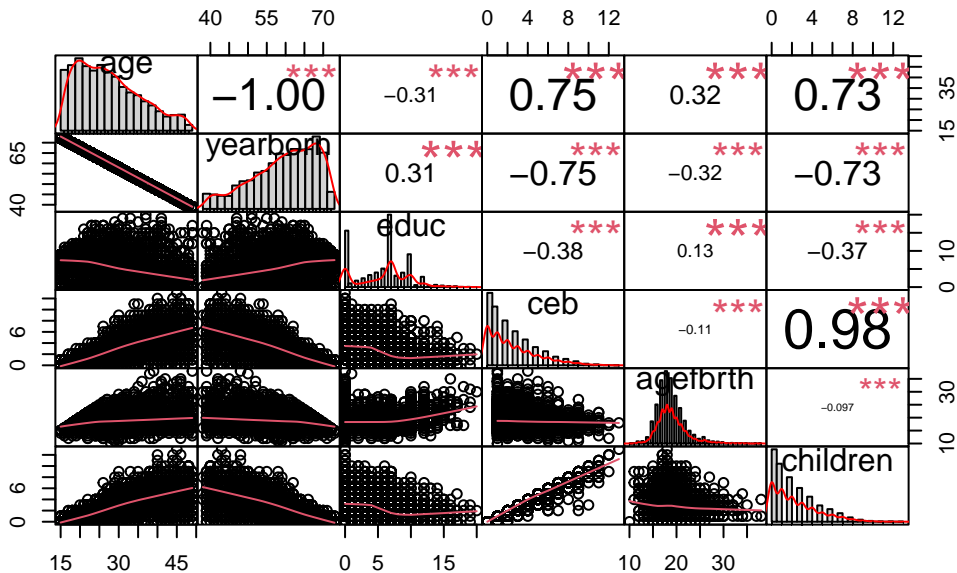 40 55 70 0 4 8 12 0 4 8 12
age *** −1.00 *** −0.31 *** 0.75 *** 0.32 *** 0.73 15 35
40 65 yearborn *** 0.31 *** −0.75 *** −0.32 *** −0.73
educ *** −0.38 *** 0.13 *** −0.37 0 10
0 6 ceb *** −0.11 *** 0.98
agefbrth *** −0.097 10 30
0 6 children
15 30 45 0 5 15 10 20 30